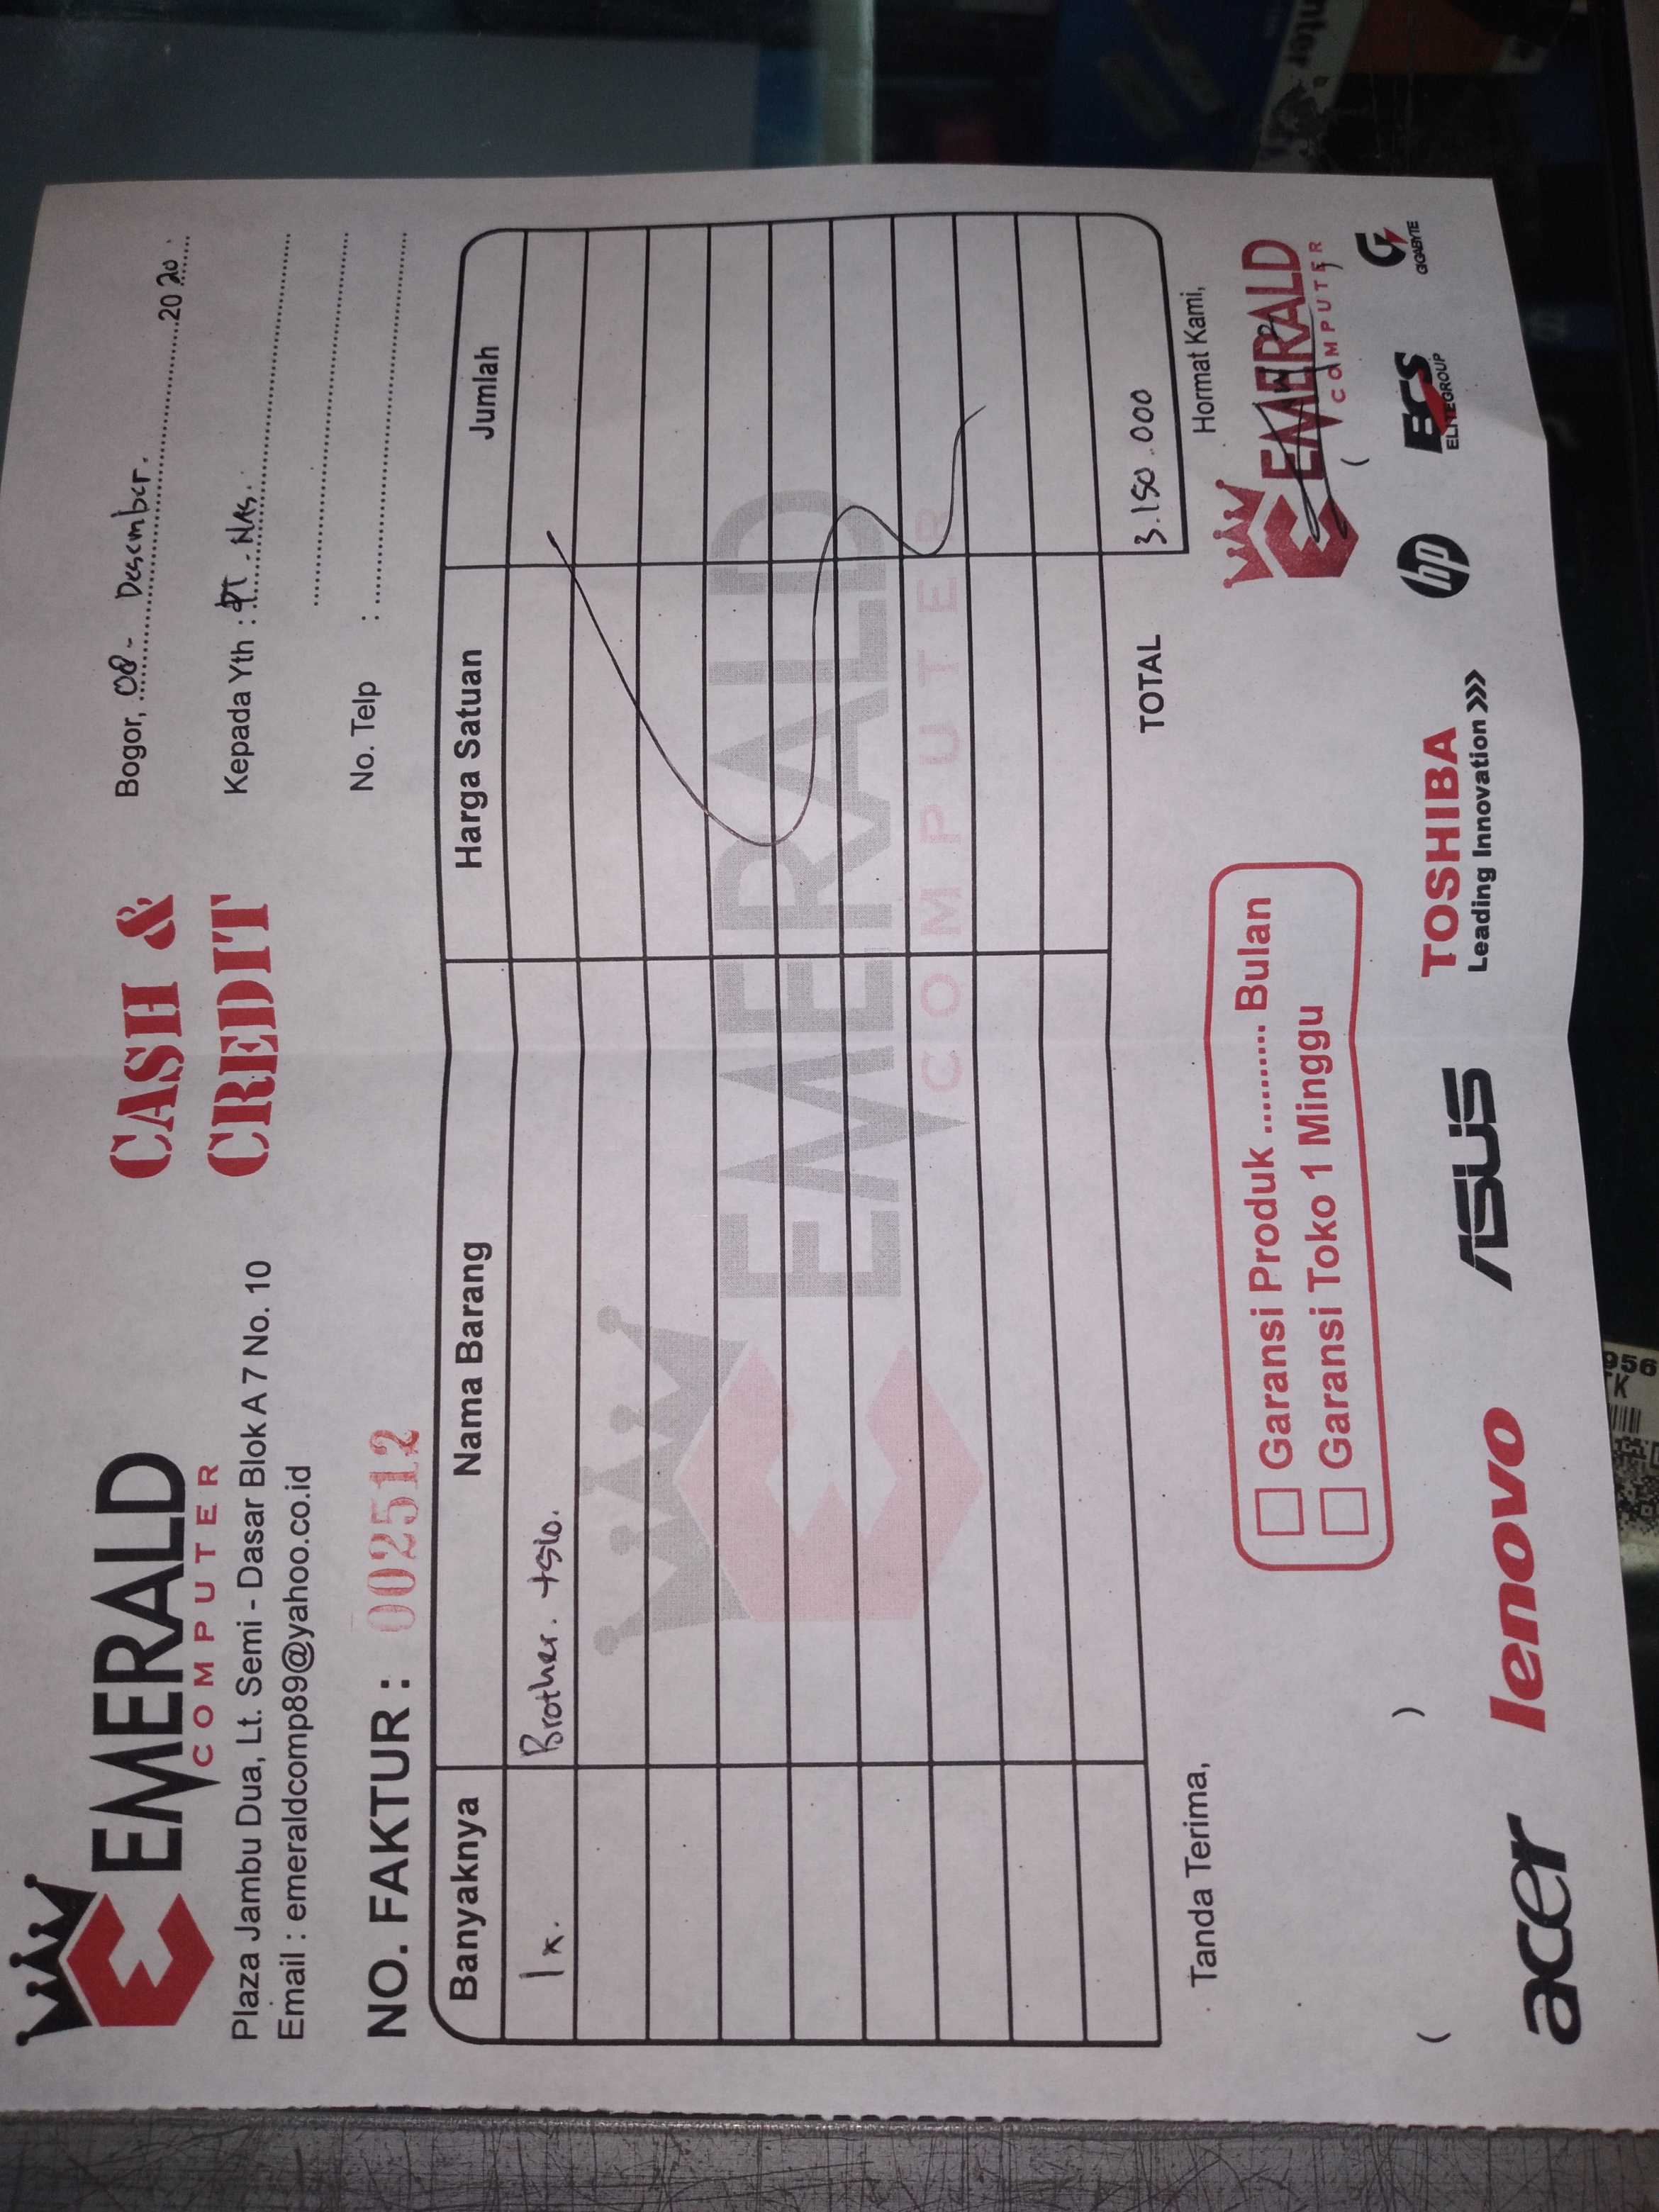 EMERALD
COMPUTER
Plaza Jambu Dua, Lt. Semi - Dasar Blok A 7 No. 10
Email : emeraldcomp89@yahoo.co.id
CASH &
CREDIT
Bogor, 08 - Desember. 2020.
Kepada Yth : PT. NAS.
No. Telp :
NO. FAKTUR : 002512
Banyaknya Nama Barang Harga Satuan Jumlah
1x. Brother. T510.
EMERALD
COMPUTER
TOTAL 3.150.000
Tanda Terima,
( )
Garansi Produk .......... Bulan
Garansi Toko 1 Minggu
Hormat Kami,
EMERALD
COMPUTER
( )
acer
lenovo
ASUS
TOSHIBA
Leading Innovation >>>
hp
ECS
ELITEGROUP
GIGABYTE
956